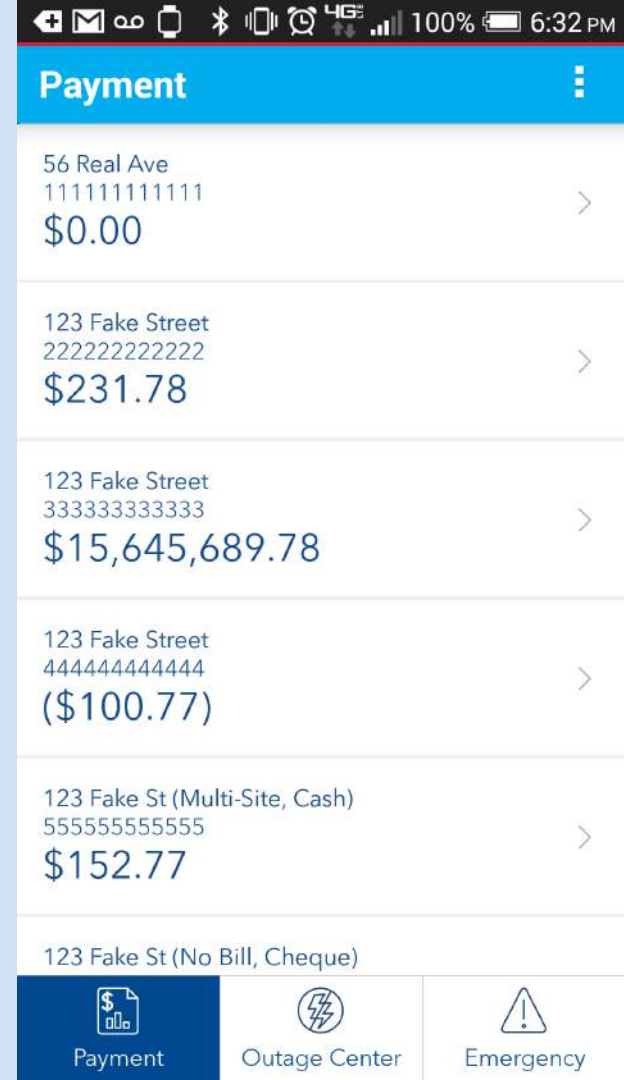 4G LTE 100% 6:32 PM
Payment
56 Real Ave
111111111111
$0.00
123 Fake Street
222222222222
$231.78
123 Fake Street
333333333333
$15,645,689.78
123 Fake Street
444444444444
($100.77)
123 Fake St (Multi-Site, Cash)
555555555555
$152.77
123 Fake St (No Bill, Cheque)
Payment Outage Center Emergency